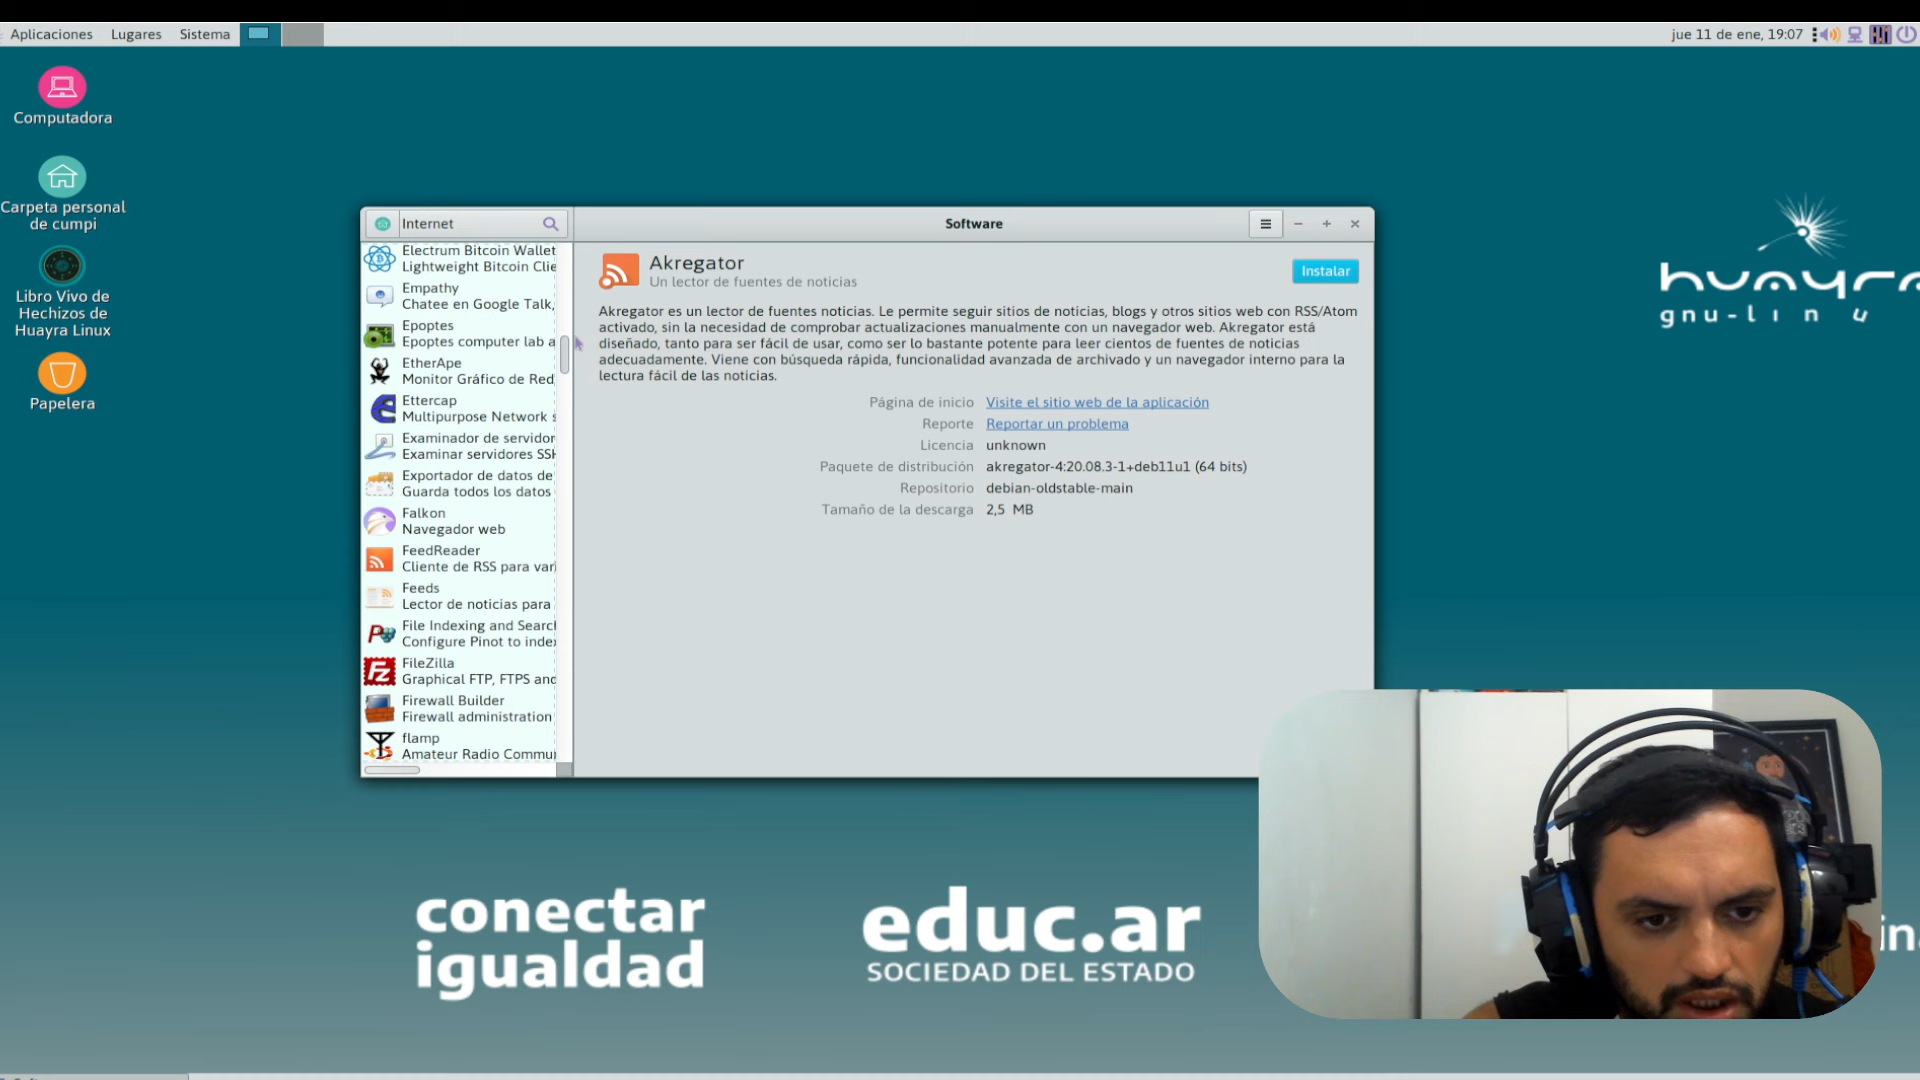 Aplicaciones Lugares Sistema
jue 11 de ene, 19:07
Computadora
Carpeta personal
de cumpi
Libro Vivo de
Hechizos de
Huayra Linux
Papelera
Internet
Software
Electrum Bitcoin Wallet
Lightweight Bitcoin Clie
Empathy
Chatee en Google Talk,
Epoptes
Epoptes computer lab a
EtherApe
Monitor Gráfico de Red
Ettercap
Multipurpose Network s
Examinador de servidor
Examinar servidores SSH
Exportador de datos de
Guarda todos los datos
Falkon
Navegador web
FeedReader
Cliente de RSS para vari
Feeds
Lector de noticias para
File Indexing and Search
Configure Pinot to index
FileZilla
Graphical FTP, FTPS and
Firewall Builder
Firewall administration
flamp
Amateur Radio Commu
Akregator
Un lector de fuentes de noticias
Instalar
Akregator es un lector de fuentes noticias. Le permite seguir sitios de noticias, blogs y otros sitios web con RSS/Atom
activado, sin la necesidad de comprobar actualizaciones manualmente con un navegador web. Akregator está
diseñado, tanto para ser fácil de usar, como ser lo bastante potente para leer cientos de fuentes de noticias
adecuadamente. Viene con búsqueda rápida, funcionalidad avanzada de archivado y un navegador interno para la
lectura fácil de las noticias.
Página de inicio Visite el sitio web de la aplicación
Reporte Reportar un problema
Licencia unknown
Paquete de distribución akregator-4:20.08.3-1+deb11u1 (64 bits)
Repositorio debian-oldstable-main
Tamaño de la descarga 2,5 MB
huayra
gnu-linu
conectar
igualdad
educ.ar
SOCIEDAD DEL ESTADO